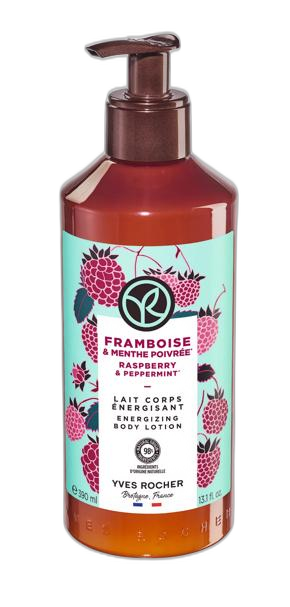 FRAMBOISE
& MENTHE POIVRÉE*
RASPBERRY
& PEPPERMINT*
LAIT CORPS
ÉNERGISANT
ENERGIZING
BODY LOTION
98%
INGRÉDIENTS
D'ORIGINE NATURELLE
YVES ROCHER
Bretagne, France
℮ 390 ml
13.1 fl. oz